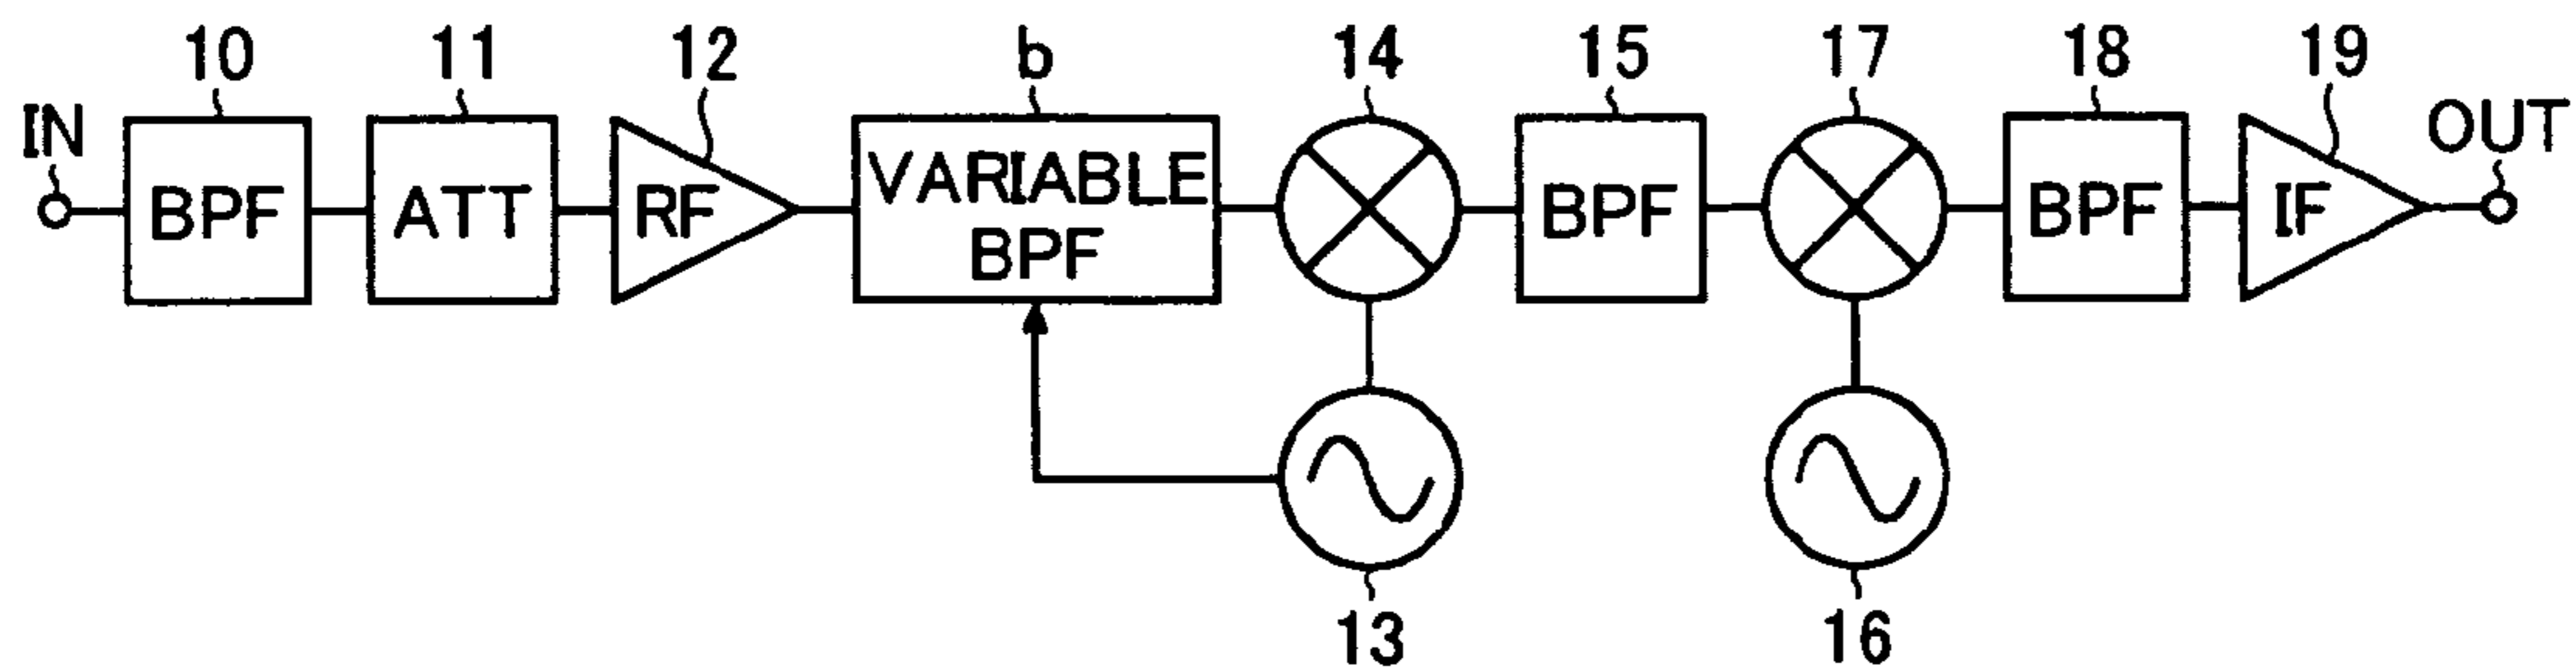 10 11 12 b 14 15 17 18 19
IN BPF ATT RF VARIABLE BPF BPF BPF IF OUT
13 16